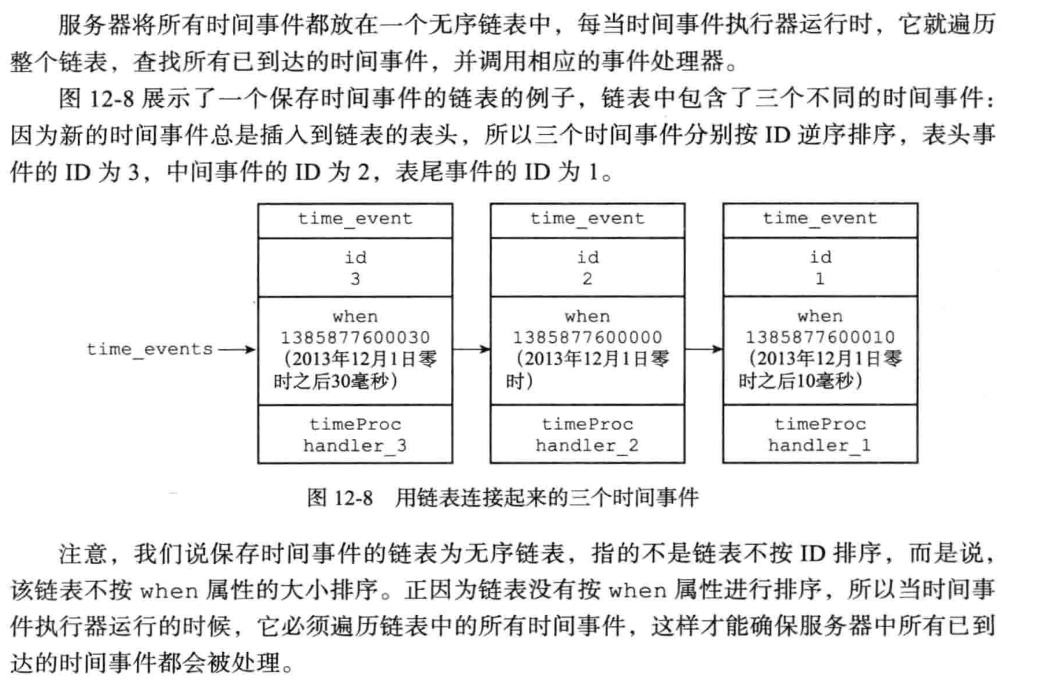 服务器将所有时间事件都放在一个无序链表中，每当时间事件执行器运行时，它就遍历
整个链表，查找所有已到达的时间事件，并调用相应的事件处理器。
图 12-8 展示了一个保存时间事件的链表的例子，链表中包含了三个不同的时间事件：
因为新的时间事件总是插入到链表的表头，所以三个时间事件分别按 ID 逆序排序，表头事
件的 ID 为 3，中间事件的 ID 为 2，表尾事件的 ID 为 1。
time_events
time_event
id
3
when
1385877600030
（2013年12月1日零
时之后30毫秒）
timeProc
handler_3
time_event
id
2
when
1385877600000
（2013年12月1日零
时）
timeProc
handler_2
time_event
id
1
when
1385877600010
（2013年12月1日零
时之后10毫秒）
timeProc
handler_1
图 12-8 用链表连接起来的三个时间事件
注意，我们说保存时间事件的链表为无序链表，指的不是链表不按 ID 排序，而是说，
该链表不按 when 属性的大小排序。正因为链表没有按 when 属性进行排序，所以当时间事
件执行器运行的时候，它必须遍历链表中的所有时间事件，这样才能确保服务器中所有已到
达的时间事件都会被处理。